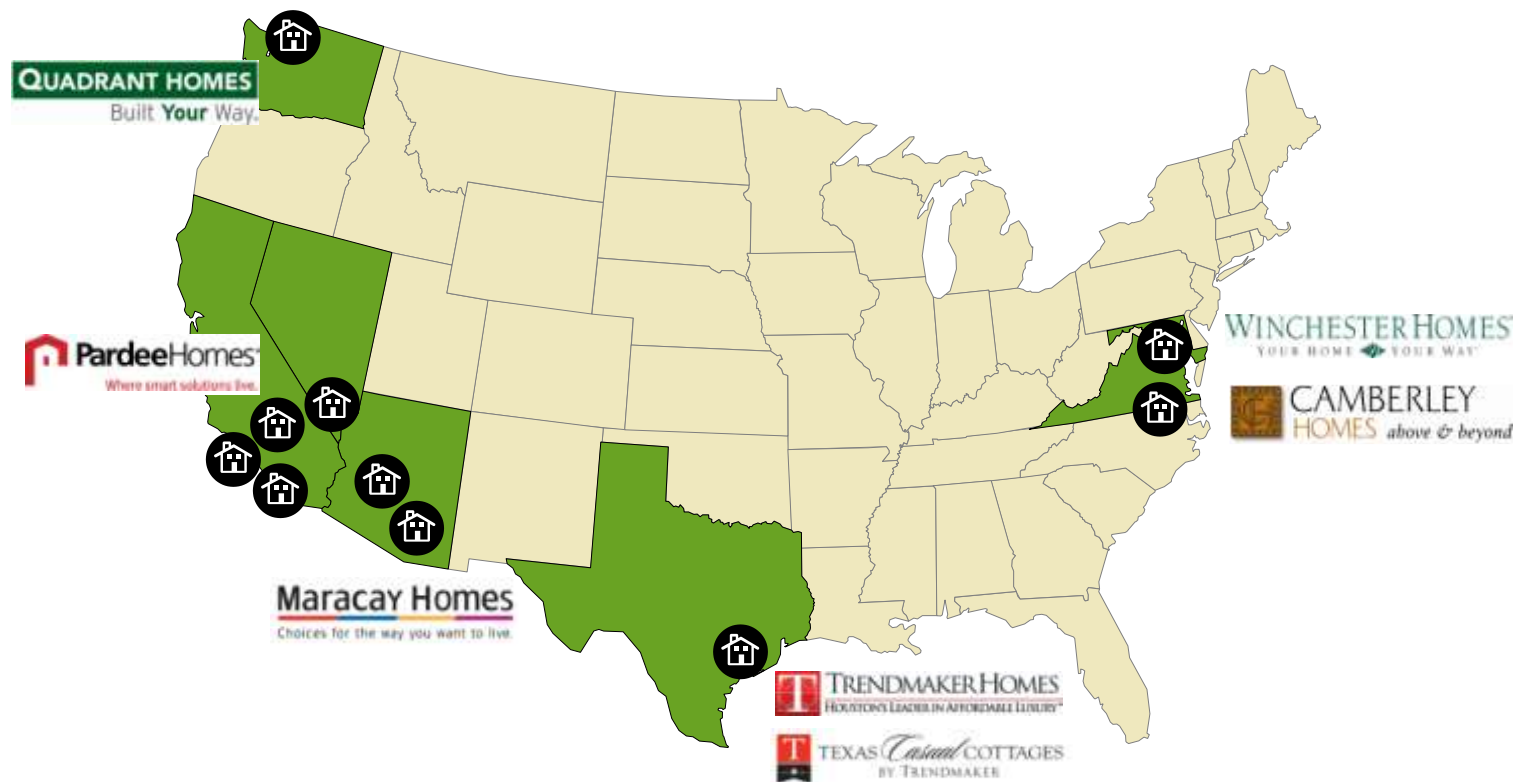 QUADRANT HOMES
Built Your Way.
PardeeHomes
Where smart solutions live.
Maracay Homes
Choices for the way you want to live.
WINCHESTER HOMES
YOUR HOME YOUR WAY
CAMBERLEY
HOMES above & beyond
T TRENDMAKER HOMES
HOUSTON'S LEADER IN AFFORDABLE LUXURY
T TEXAS Casual COTTAGES
BY TRENDMAKER